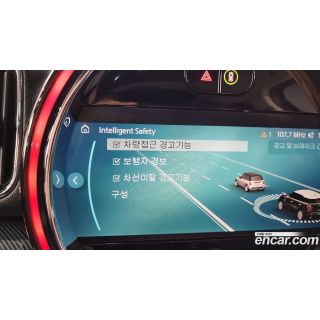 Intelligent Safety
1 107.7 MHz
차량접근 경고기능
경고 및 브레이크
보행자 경보
차선이탈 경고기능
구성
encar.com